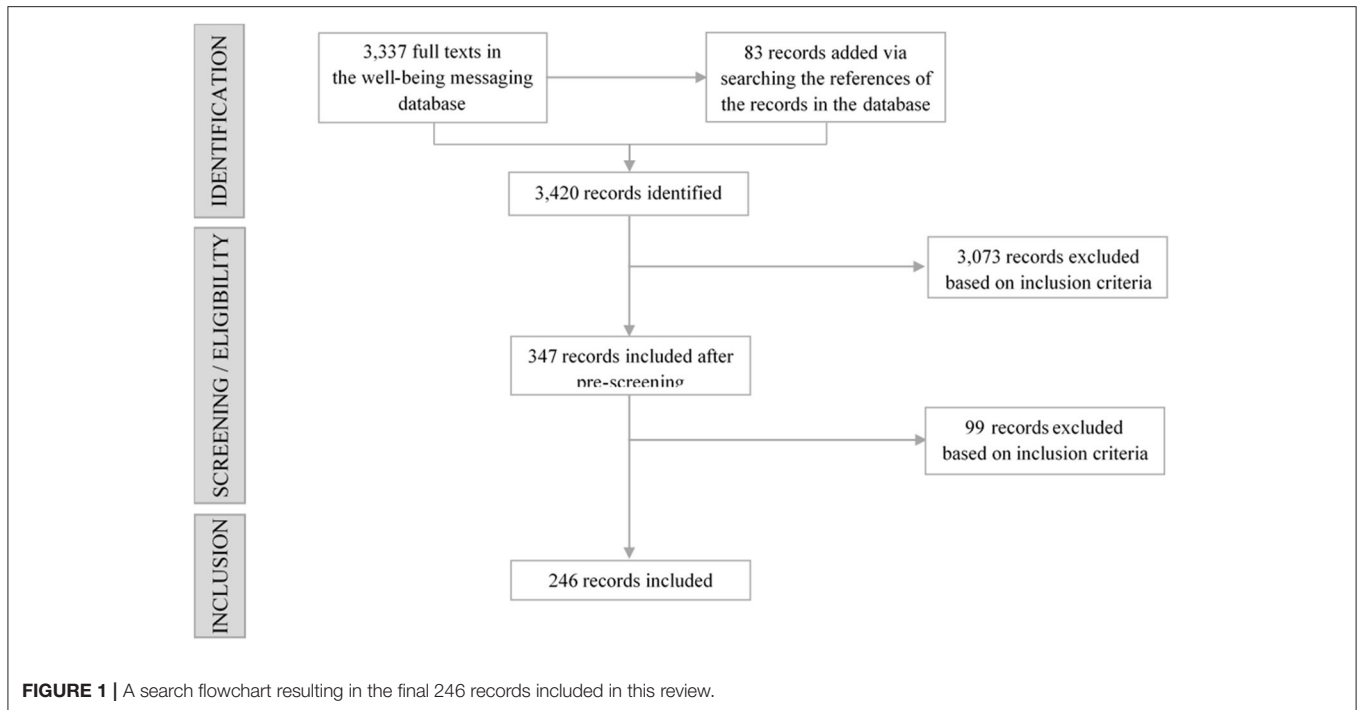 IDENTIFICATION
3,337 full texts in
the well-being messaging
database
83 records added via
searching the references of
the records in the database
3,420 records identified
SCREENING / ELIGIBILITY
3,073 records excluded
based on inclusion criteria
347 records included after
pre-screening
99 records excluded
based on inclusion criteria
INCLUSION
246 records included
FIGURE 1 | A search flowchart resulting in the final 246 records included in this review.